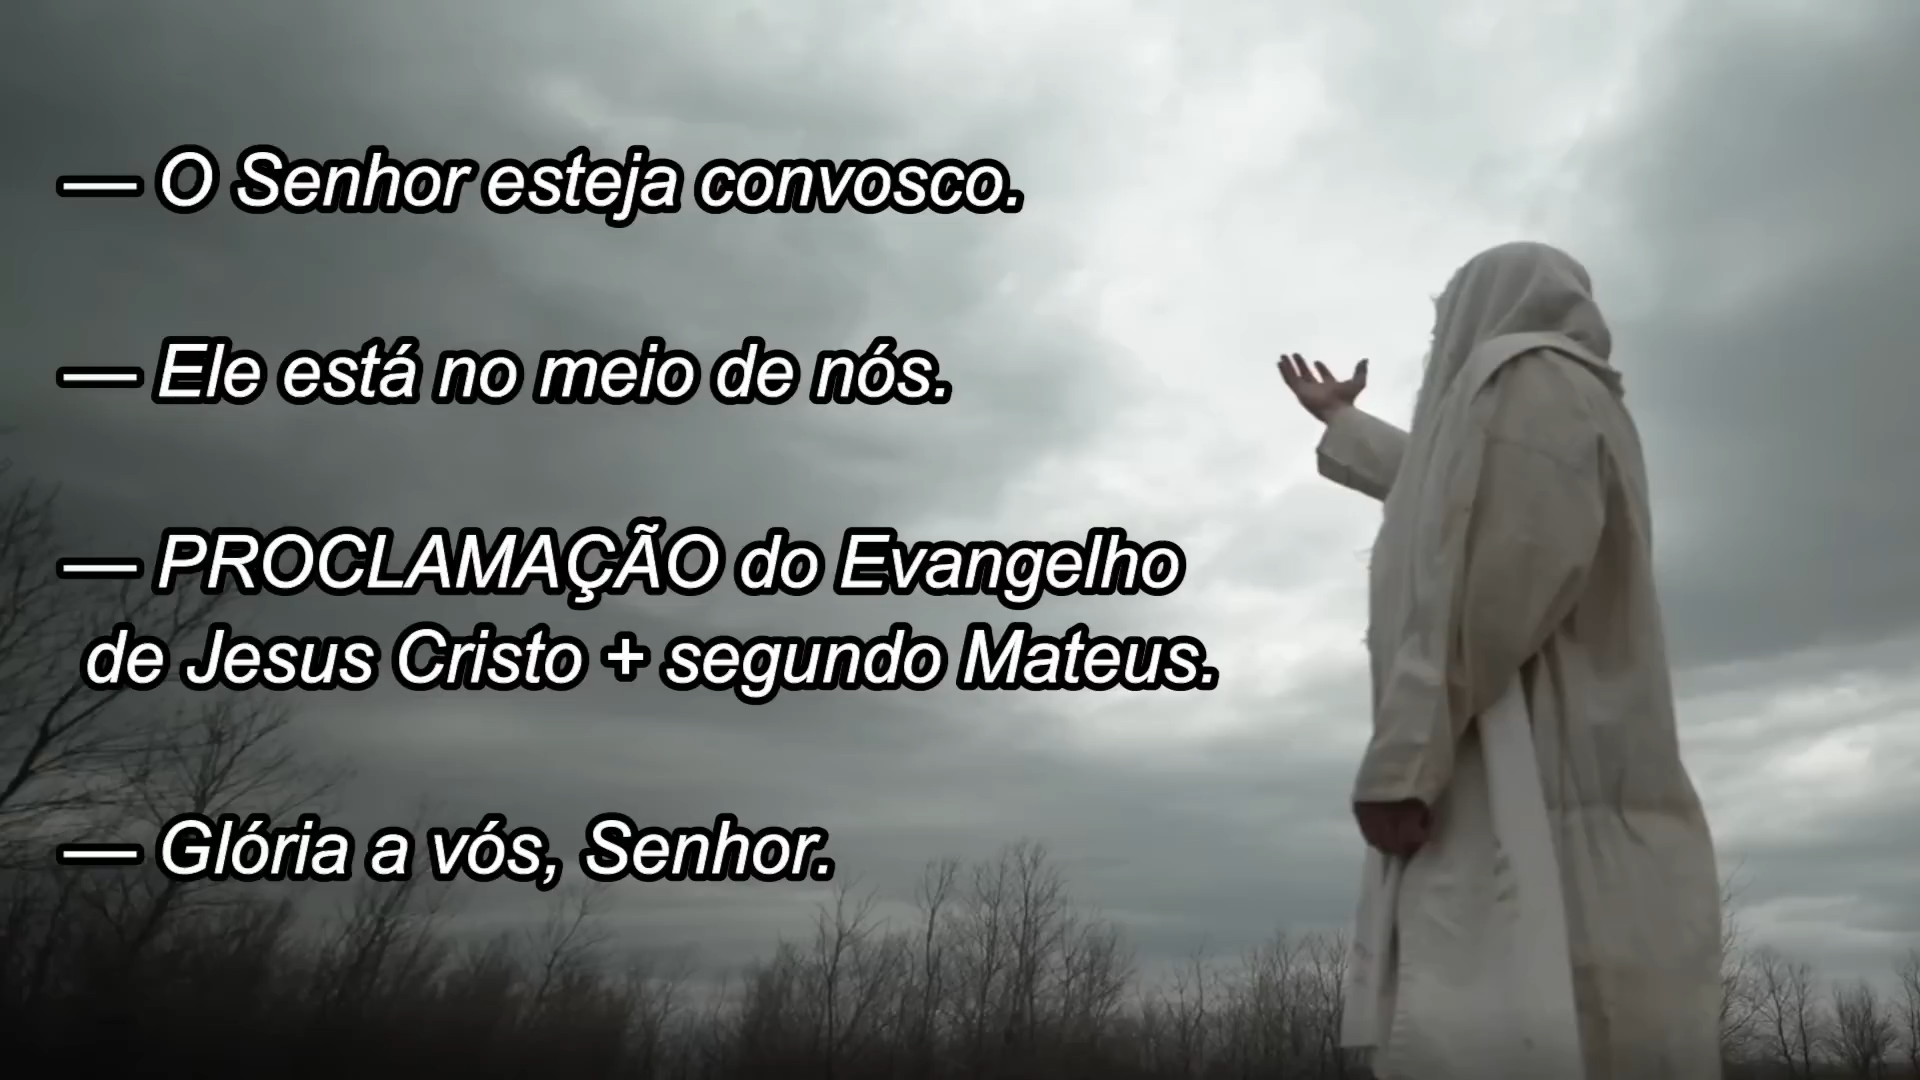 — O Senhor esteja convosco.
— Ele está no meio de nós.
— PROCLAMAÇÃO do Evangelho
de Jesus Cristo + segundo Mateus.
— Glória a vós, Senhor.